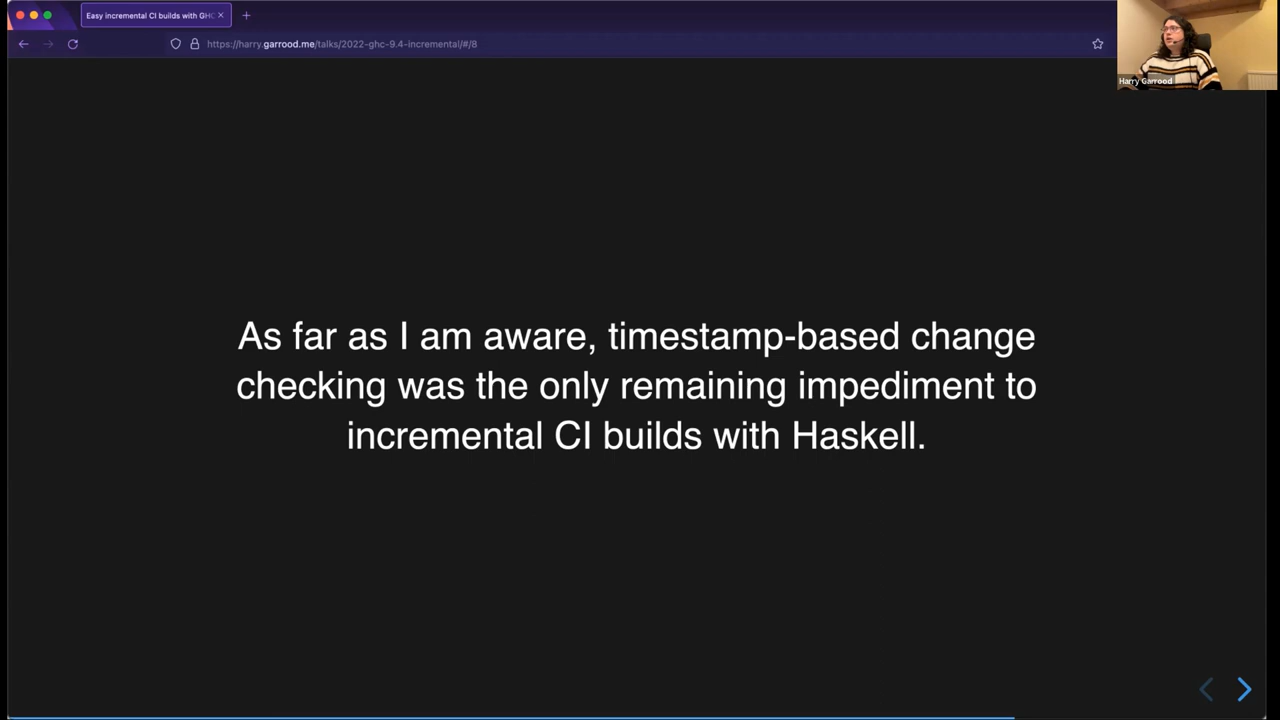 Easy incremental CI builds with GHC
https://harry.garrood.me/talks/2022-ghc-9.4-incremental/#/8
Harry Garrood
As far as I am aware, timestamp-based change
checking was the only remaining impediment to
incremental CI builds with Haskell.